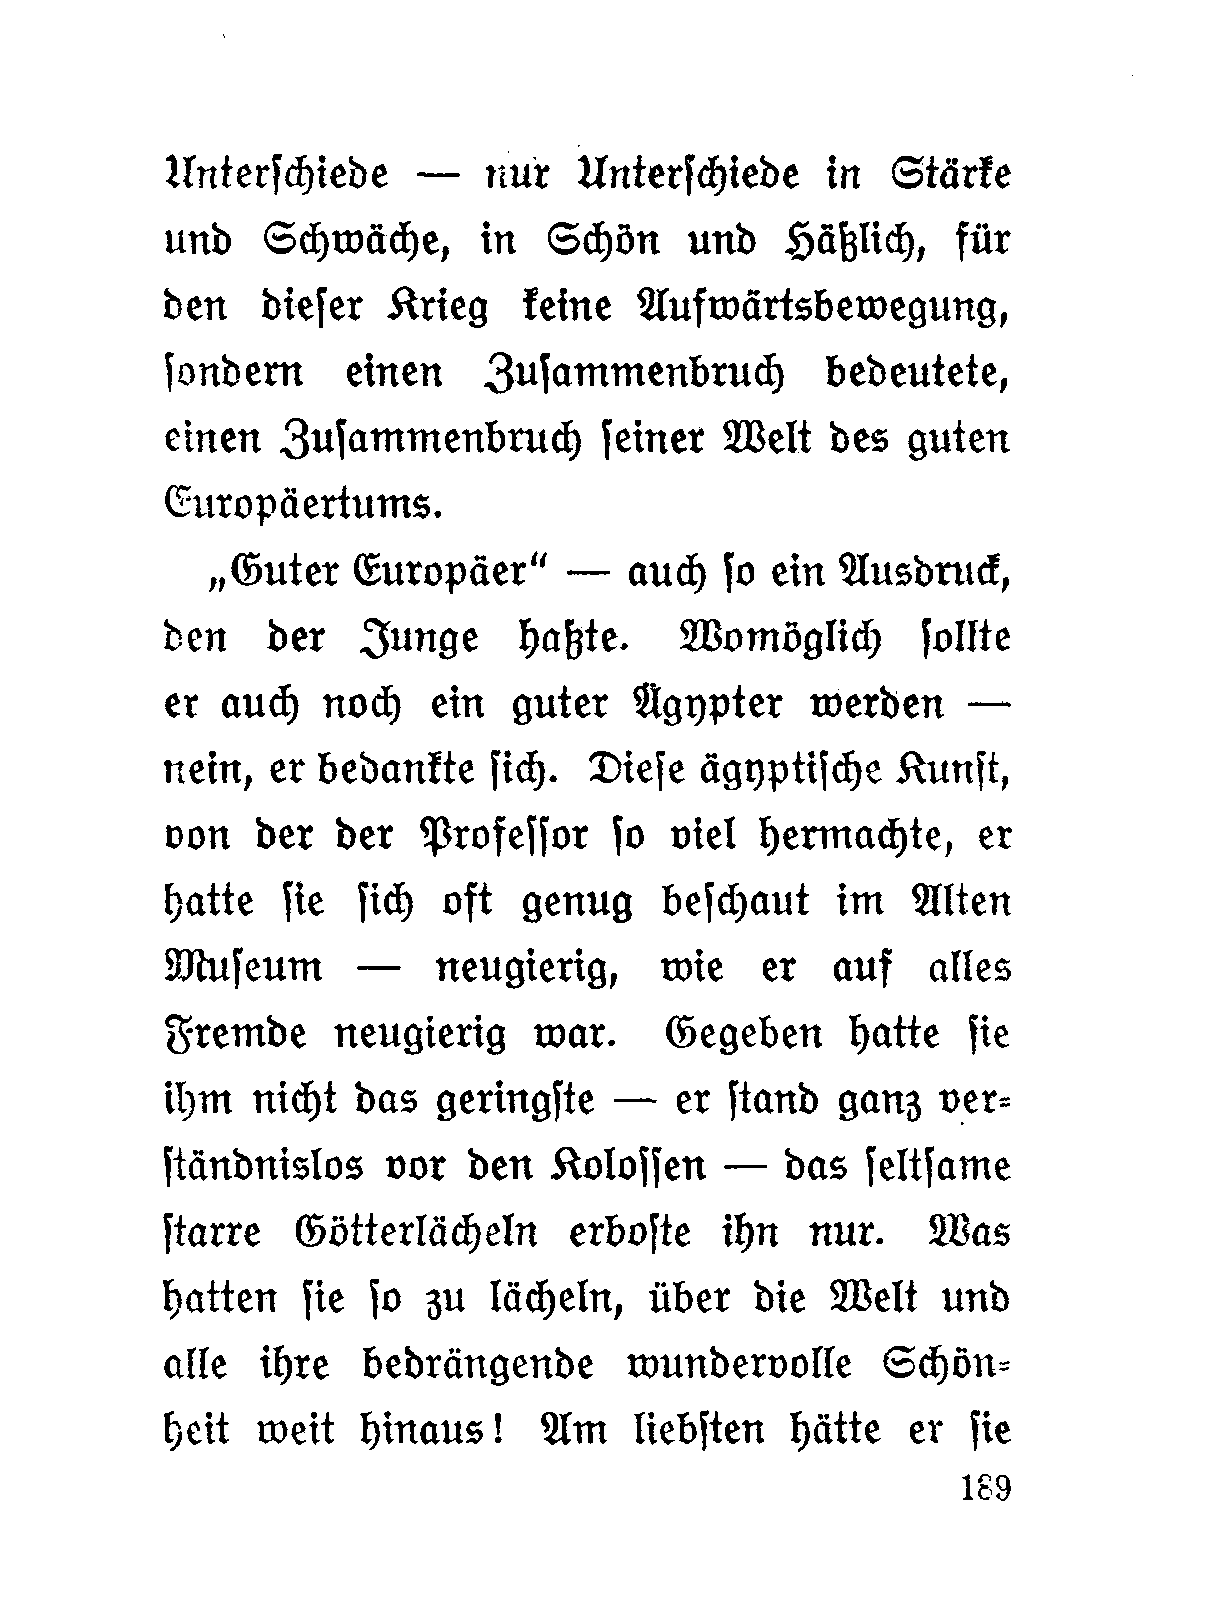 Unterſchiede — nur Unterſchiede in Stärke
und Schwäche, in Schön und Häßlich, für
den dieſer Krieg keine Aufwärtsbewegung,
ſondern einen Zuſammenbruch bedeutete,
einen Zuſammenbruch ſeiner Welt des guten
Europäertums.
„Guter Europäer“ — auch ſo ein Ausdruck,
den der Junge haßte. Womöglich ſollte
er auch noch ein guter Ägypter werden —
nein, er bedankte ſich. Dieſe ägyptiſche Kunſt,
von der der Profeſſor ſo viel hermachte, er
hatte ſie ſich oft genug beſchaut im Alten
Muſeum — neugierig, wie er auf alles
Fremde neugierig war. Gegeben hatte ſie
ihm nicht das geringſte — er ſtand ganz ver⸗
ſtändnislos vor den Koloſſen — das ſeltſame
ſtarre Götterlächeln erboſte ihn nur. Was
hatten ſie ſo zu lächeln, über die Welt und
alle ihre bedrängende wundervolle Schön⸗
heit weit hinaus! Am liebſten hätte er ſie
189